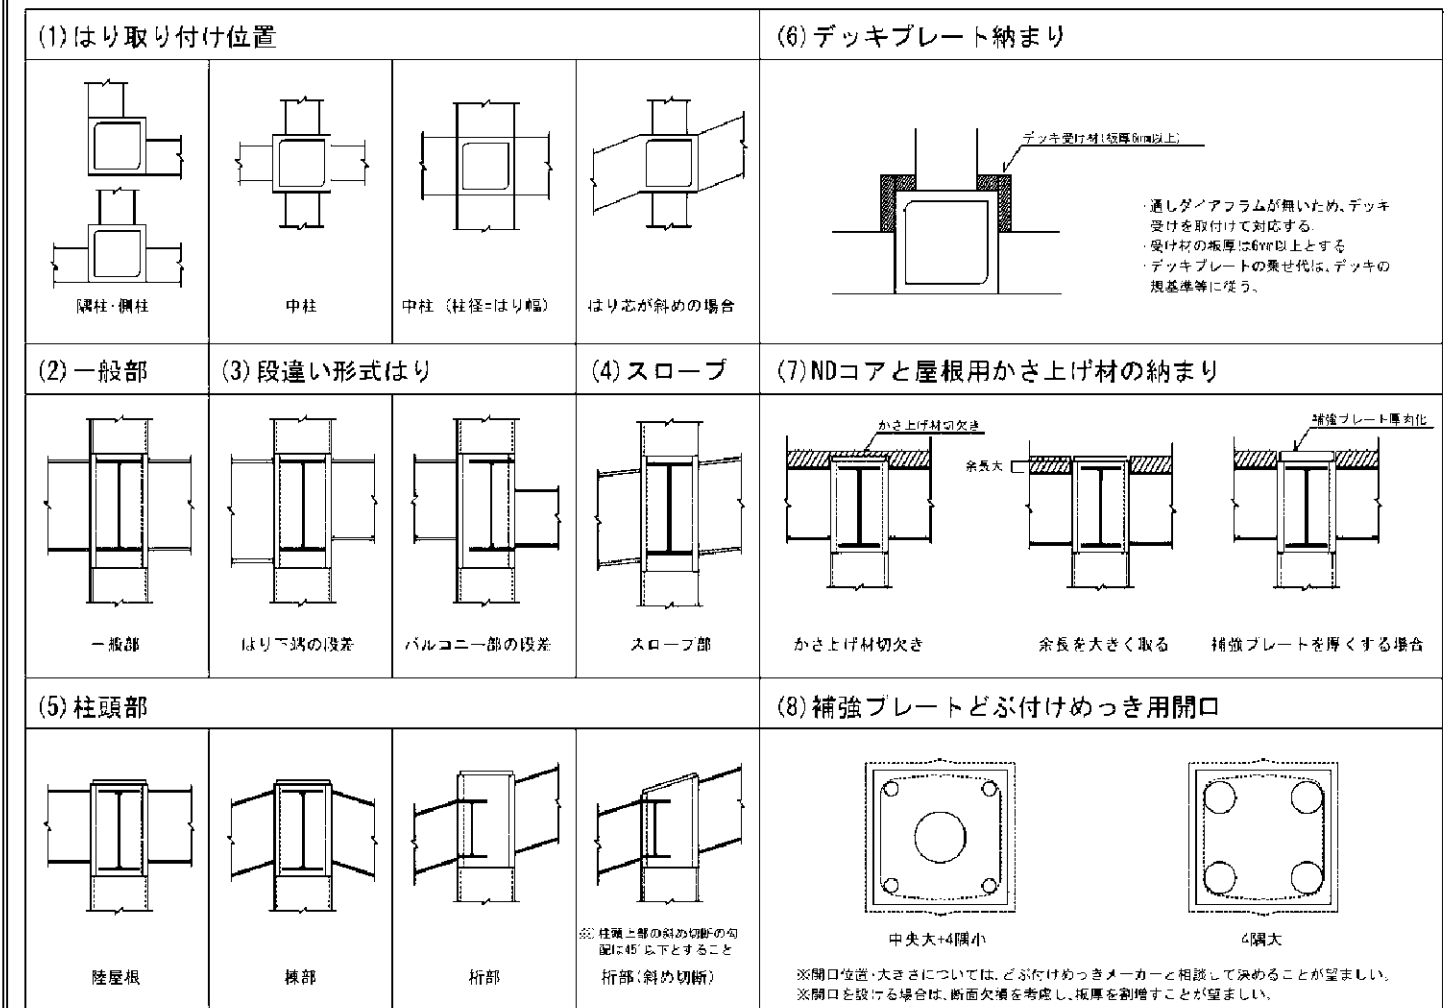 (1)はり取り付け位置
隅柱・側柱
中柱
中柱（柱径=はり幅）
はり芯が斜めの場合
(2)一般部
(3)段違い形式はり
(4)スロープ
一般部
はり下端の段差
バルコニー部の段差
スロープ部
(5)柱頭部
陸屋根
棟部
桁部
※柱頭上部の斜め切断の勾
配は45°以下とすること
桁部(斜め切断)
(6)デッキプレート納まり
デッキ受け材(板厚6mm以上)
・通しダイアフラムが無いため、デッキ
受けを取付けて対応する。
・受け材の板厚は6mm以上とする
・デッキプレートの乗せ代は、デッキの
規基準等に従う。
(7)NDコアと屋根用かさ上げ材の納まり
かさ上げ材切欠き
余長大
補強プレート厚肉化
かさ上げ材切欠き
余長を大きく取る
補強プレートを厚くする場合
(8)補強プレートどぶ付けめっき用開口
中央大+4隅小
4隅大
※開口位置・大きさについては、どぶ付けめっきメーカーと相談して決めることが望ましい。
※開口を設ける場合は、断面欠損を考慮し、板厚を割増すことが望ましい。